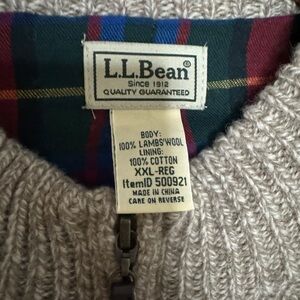 L.L.Bean®
Since 1912
QUALITY GUARANTEED
BODY:
100% LAMBS'WOOL
LINING:
100% COTTON
XXL-REG
ItemID 500921
MADE IN CHINA
CARE ON REVERSE